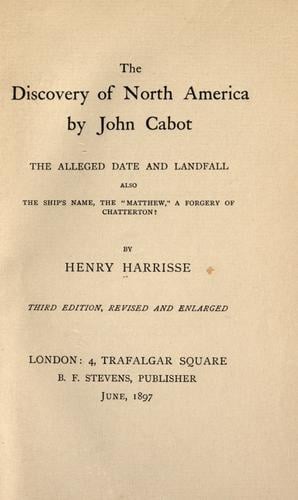 The
Discovery of North America
by John Cabot
THE ALLEGED DATE AND LANDFALL
ALSO
THE SHIP'S NAME, THE "MATTHEW," A FORGERY OF
CHATTERTON?
BY
HENRY HARRISSE
THIRD EDITION, REVISED AND ENLARGED
LONDON: 4, TRAFALGAR SQUARE
B. F. STEVENS, PUBLISHER
JUNE, 1897